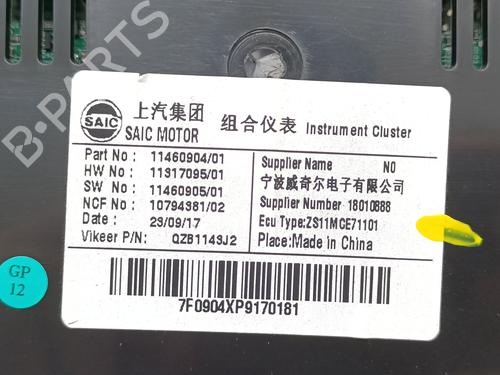 B-PARTS
SAIC
上汽集团
SAIC MOTOR
组合仪表 Instrument Cluster
Part No : 11460904/01
HW No : 11317095/01
SW No : 11460905/01
NCF No : 10794381/02
Date : 23/09/17
Vikeer P/N: QZB1143J2
Supplier Name NO
宁波威奇尔电子有限公司
Supplier Number 18010688
Ecu Type:ZS11MCE71101
Place:Made in China
7F0904XP9170181
GP
12